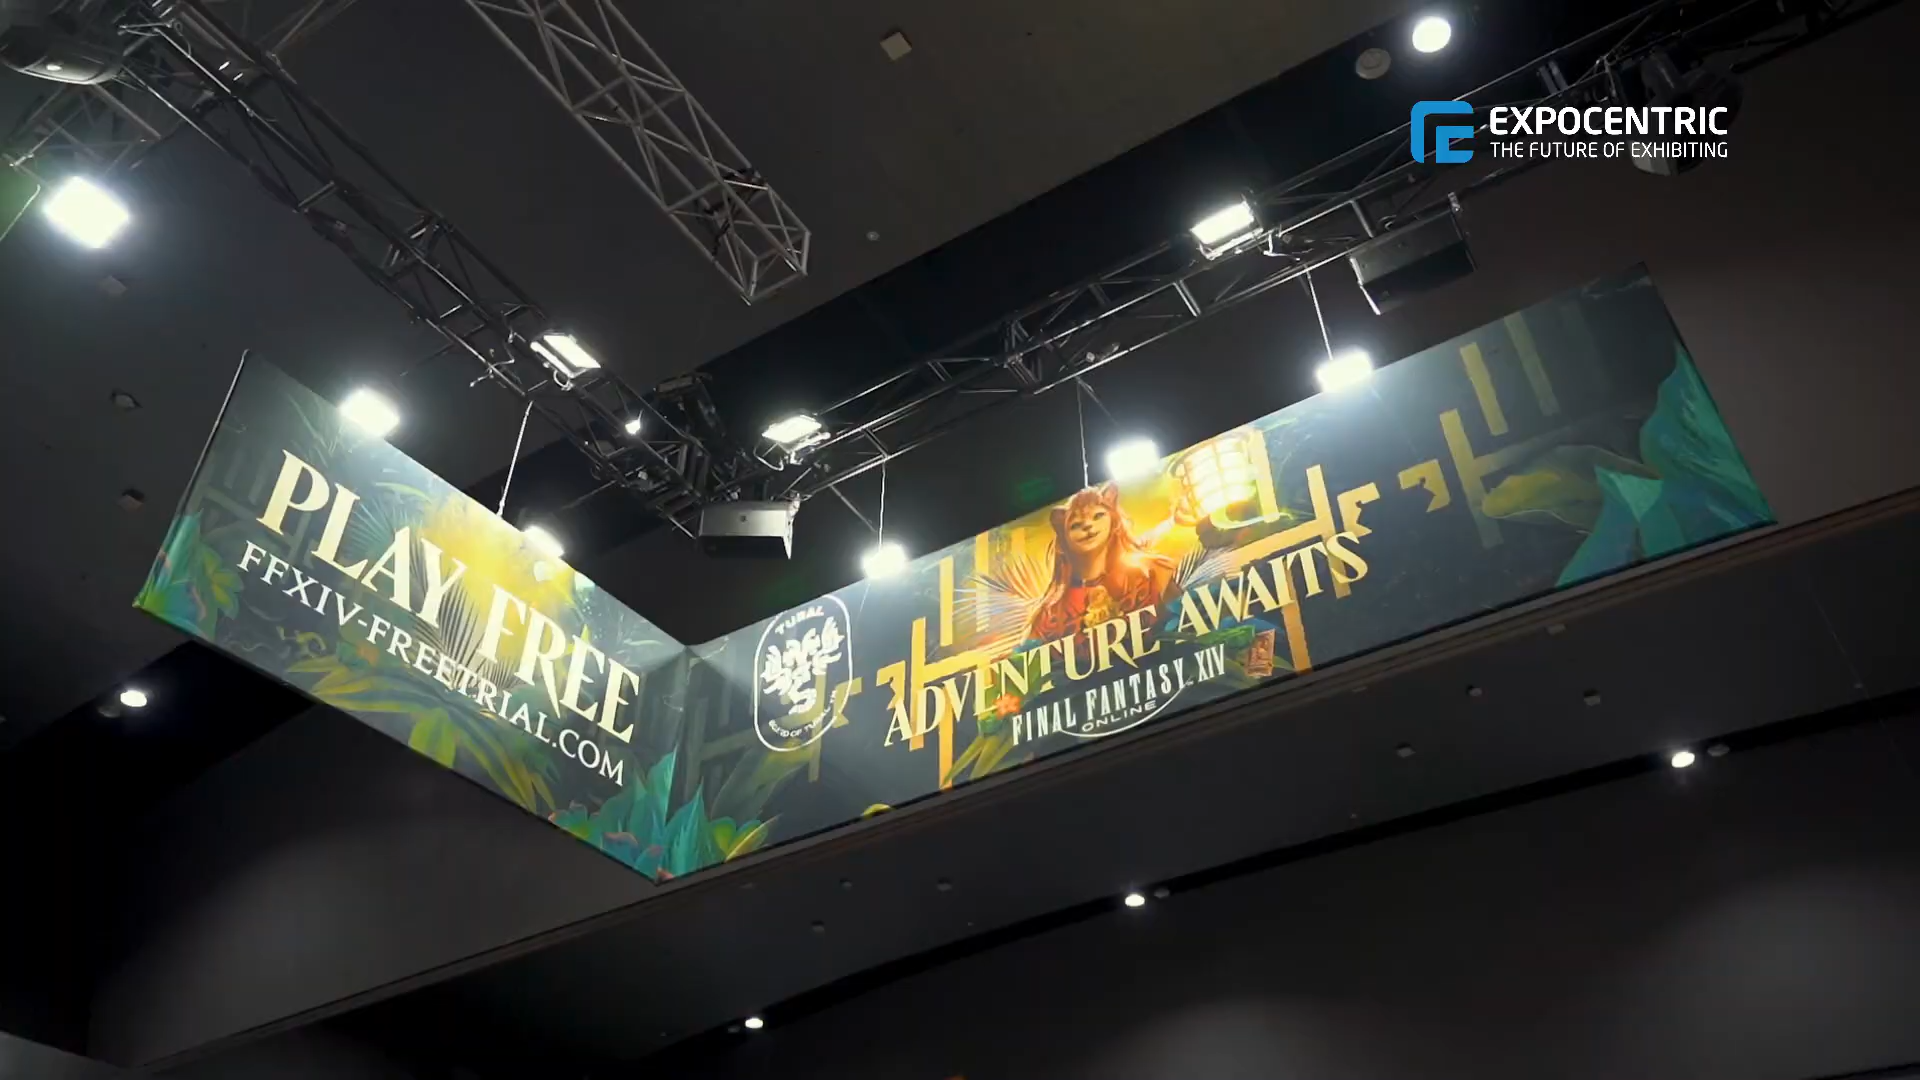 EXPOCENTRIC
THE FUTURE OF EXHIBITING
PLAY FREE
FFXIV-FREETRIAL.COM
TURAL
ADVENTURE AWAITS
FINAL FANTASY XIV
ONLINE